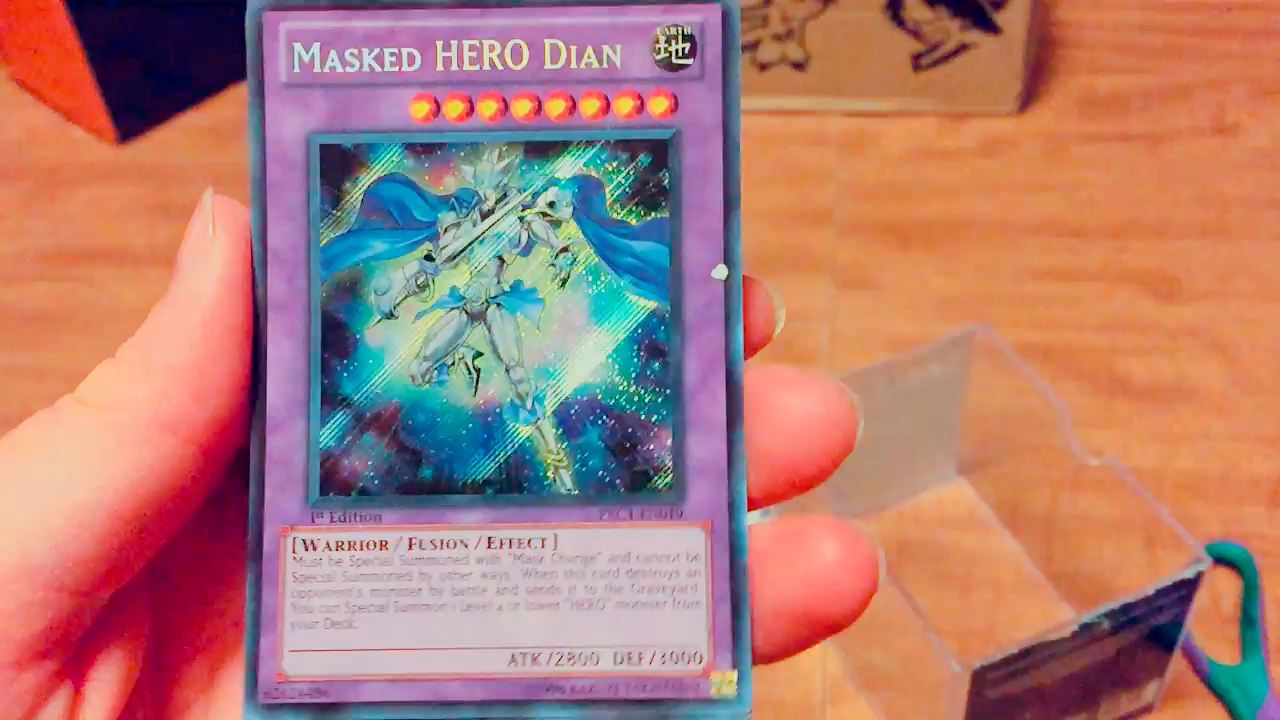 MASKED HERO DIAN
EARTH
地
1st Edition
[WARRIOR / FUSION / EFFECT]
Must be Special Summoned with "Mask Change" and cannot be
Special Summoned by other ways. When this card destroys an
opponent's monster by battle and sends it to the Graveyard:
You can Special Summon 1 Level 4 or lower "HERO" monster from
your Deck.
ATK/2800 DEF/3000